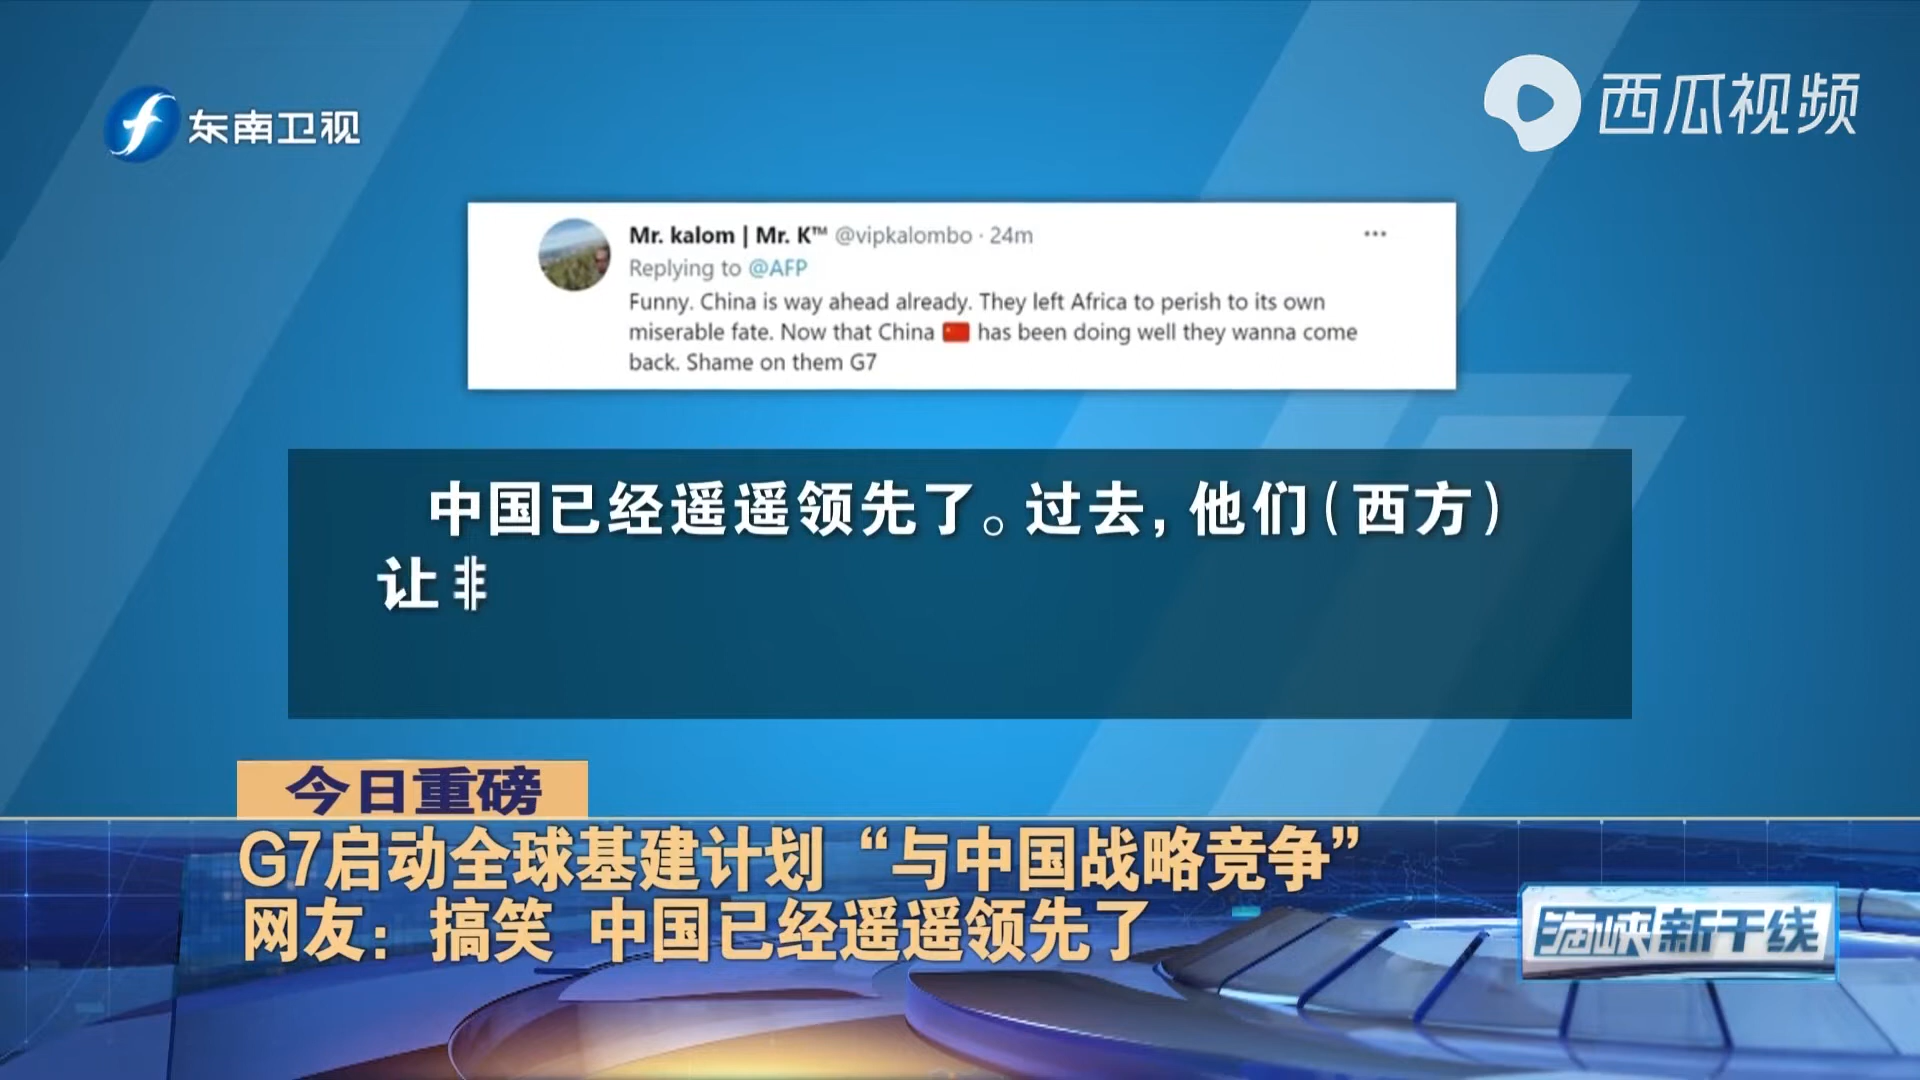 东南卫视
西瓜视频
Mr. kalom | Mr. K™ @vipkalombo · 24m
Replying to @AFP
Funny. China is way ahead already. They left Africa to perish to its own
miserable fate. Now that China 🇨🇳 has been doing well they wanna come
back. Shame on them G7
中国已经遥遥领先了。过去,他们(西方)
让非
今日重磅
G7启动全球基建计划 “与中国战略竞争”
网友：搞笑 中国已经遥遥领先了
海峡新干线